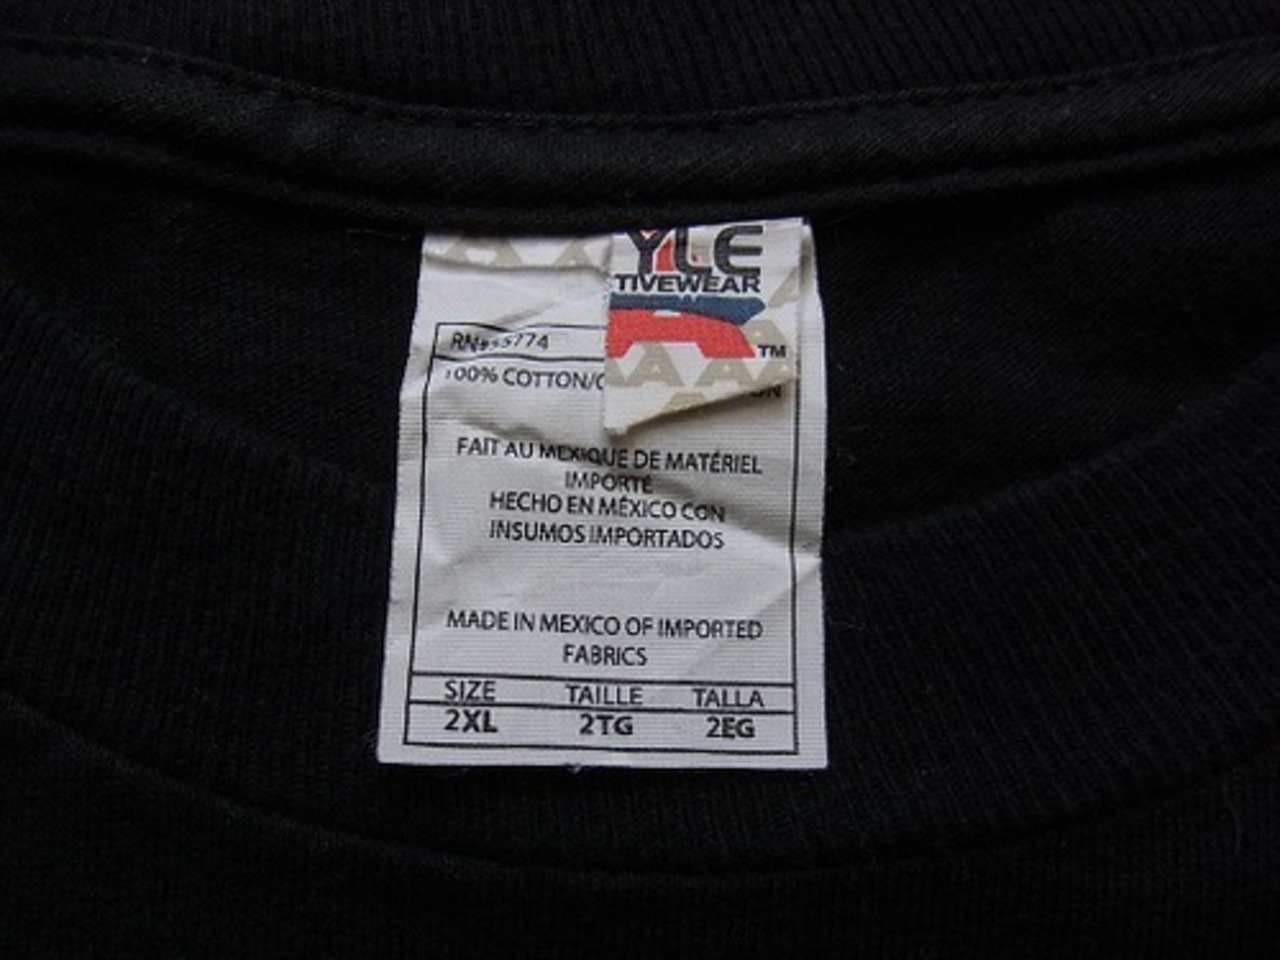 YLE
TIVEWEAR
TM
100% COTTON/
FAIT AU MEXIQUE DE MATÉRIEL
IMPORTÉ
HECHO EN MÉXICO CON
INSUMOS IMPORTADOS
MADE IN MEXICO OF IMPORTED
FABRICS
SIZE TAILLE TALLA
2XL 2TG 2EG